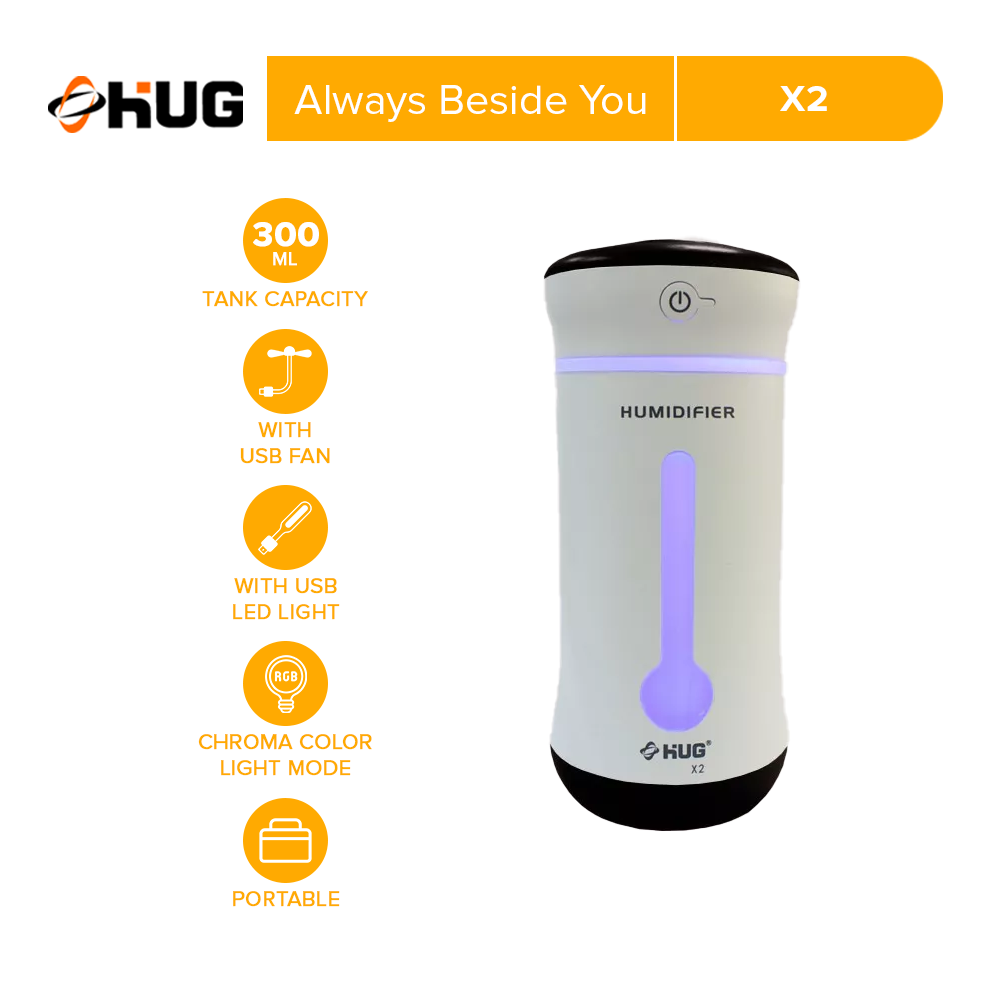 HUG
Always Beside You
X2
300
ML
TANK CAPACITY
WITH
USB FAN
WITH USB
LED LIGHT
RGB
CHROMA COLOR
LIGHT MODE
PORTABLE
HUMIDIFIER
HUG®
X2